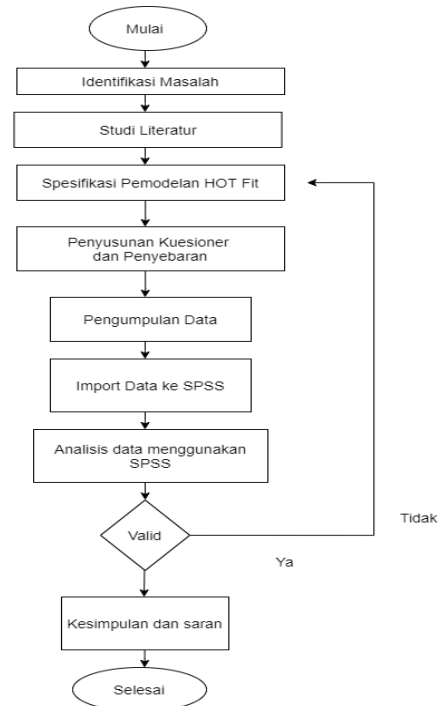 Mulai
Identifikasi Masalah
Studi Literatur
Spesifikasi Pemodelan HOT Fit
Penyusunan Kuesioner
dan Penyebaran
Pengumpulan Data
Import Data ke SPSS
Analisis data menggunakan
SPSS
Tidak
Valid
Ya
Kesimpulan dan saran
Selesai